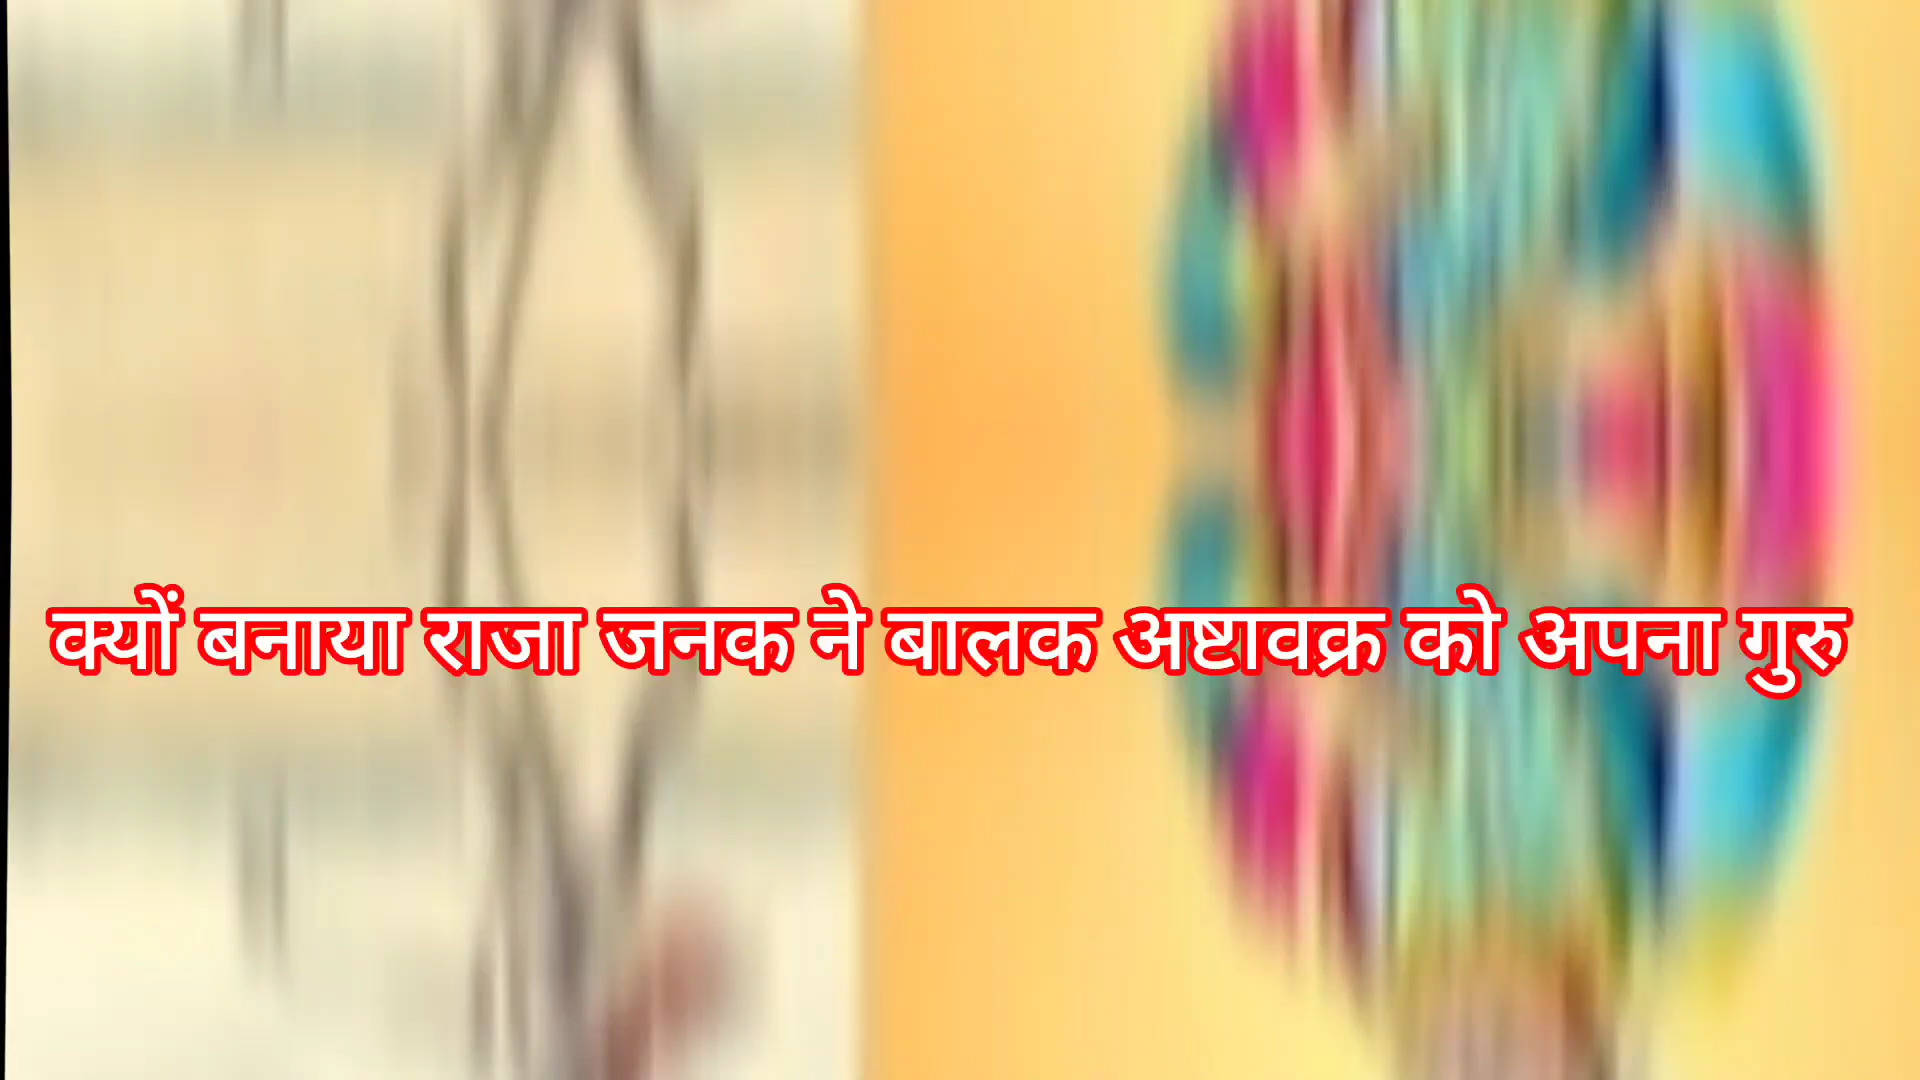 क्यों बनाया राजा जनक ने बालक अष्टावक्र को अपना गुरु